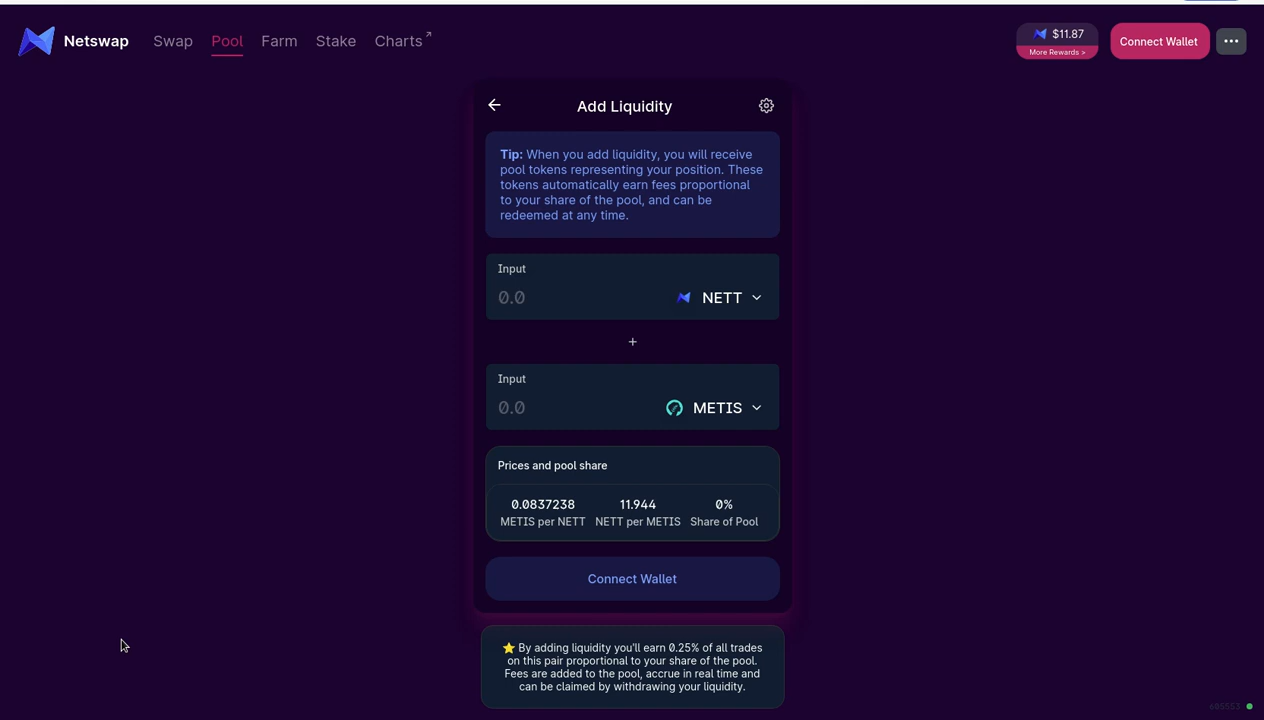 Netswap
Swap
Pool
Farm
Stake
Charts↗
$11.87
More Rewards >
Connect Wallet
Add Liquidity
Tip: When you add liquidity, you will receive
pool tokens representing your position. These
tokens automatically earn fees proportional
to your share of the pool, and can be
redeemed at any time.
Input
0.0
NETT
+
Input
0.0
METIS
Prices and pool share
0.0837238 11.944 0%
METIS per NETT NETT per METIS Share of Pool
Connect Wallet
⭐ By adding liquidity you'll earn 0.25% of all trades
on this pair proportional to your share of the pool.
Fees are added to the pool, accrue in real time and
can be claimed by withdrawing your liquidity.